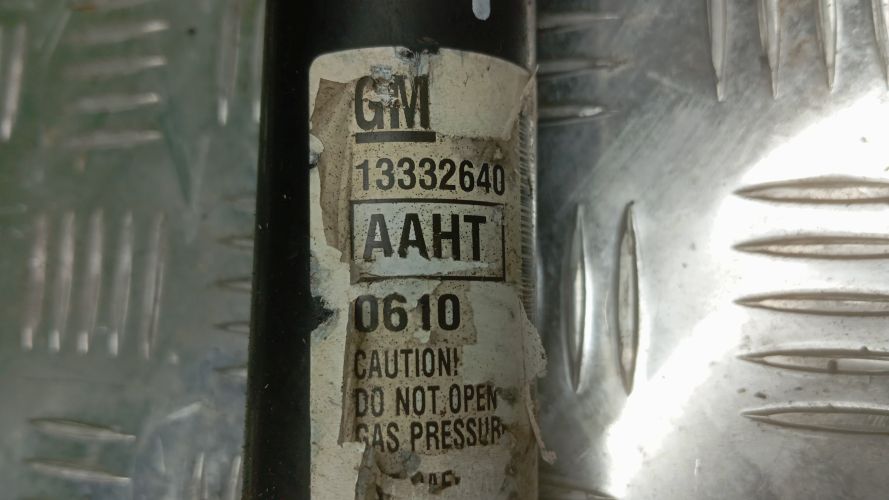 GM
13332640
AAHT
0610
CAUTION!
DO NOT OPEN
GAS PRESSUR